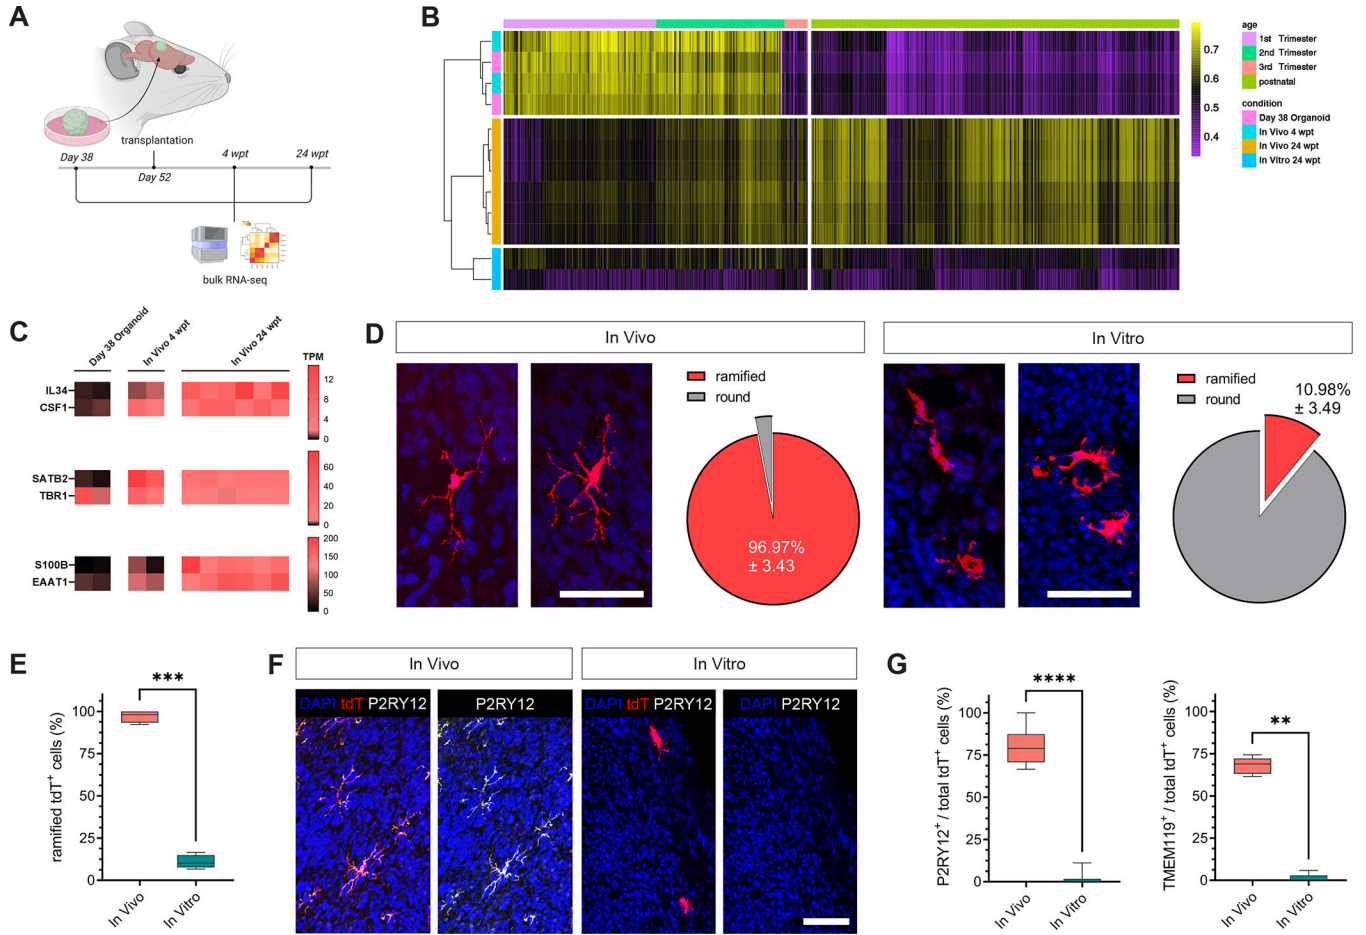 A
Day 38
transplantation
Day 52
4 wpt
24 wpt
bulk RNA-seq
B
0.7
0.6
0.5
0.4
age
1st Trimester
2nd Trimester
3rd Trimester
postnatal
condition
Day 38 Organoid
In Vivo 4 wpt
In Vivo 24 wpt
In Vitro 24 wpt
C
Day 38 Organoid
In Vivo 4 wpt
In Vivo 24 wpt
TPM
IL34
CSF1
12
8
4
0
SATB2
TBR1
60
40
20
0
S100B
EAAT1
200
150
100
50
0
D
In Vivo
ramified
round
96.97%
± 3.43
In Vitro
ramified
round
10.98%
± 3.49
E
ramified tdT+ cells (%)
100
75
50
25
0
***
In Vivo
In Vitro
F
In Vivo
In Vitro
DAPI tdT P2RY12
P2RY12
DAPI tdT P2RY12
DAPI P2RY12
G
P2RY12+ / total tdT+ cells (%)
100
75
50
25
0
****
In Vivo
In Vitro
TMEM119+ / total tdT+ cells (%)
100
75
50
25
0
**
In Vivo
In Vitro